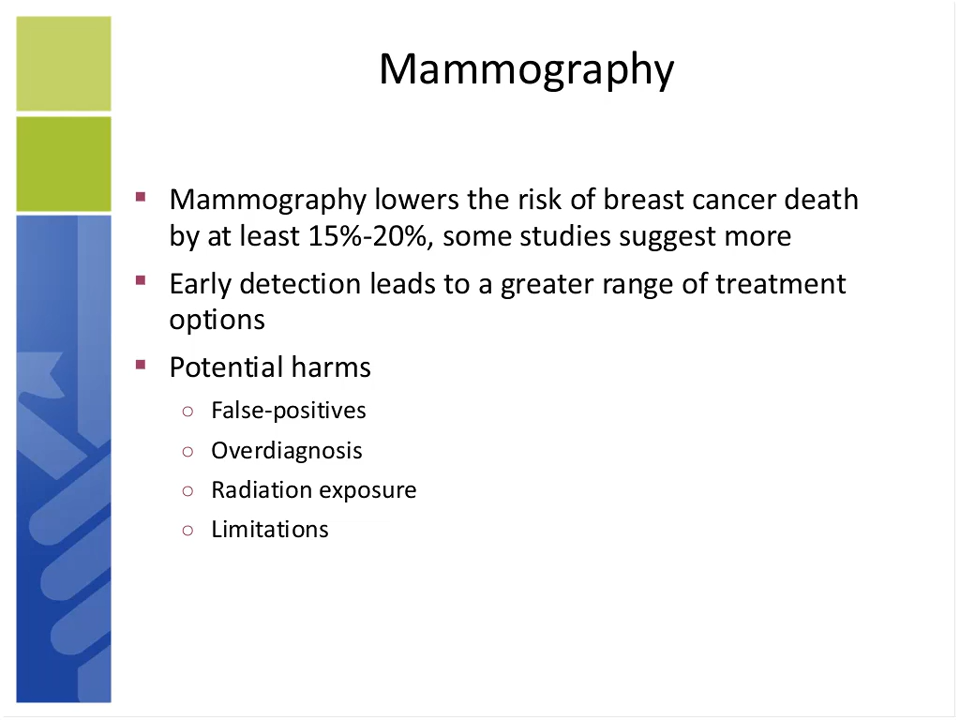 Mammography
▪ Mammography lowers the risk of breast cancer death
by at least 15%-20%, some studies suggest more
▪ Early detection leads to a greater range of treatment
options
▪ Potential harms
○ False-positives
○ Overdiagnosis
○ Radiation exposure
○ Limitations